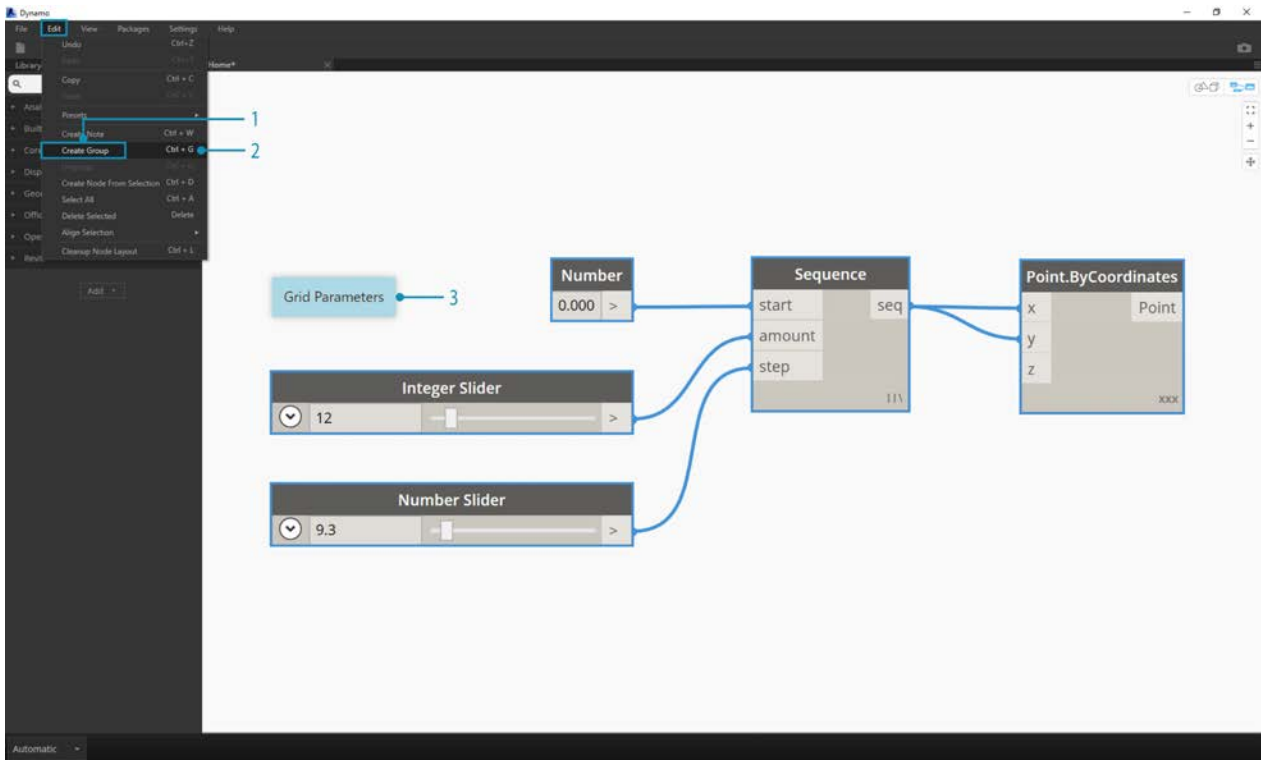 Dynamo
File Edit View Packages Settings Help
Undo Ctrl+Z
Library
Home*
Copy Ctrl + C
Presets
Create Note Ctrl + W
1
Create Group Ctrl + G
2
Create Node From Selection Ctrl + D
Select All Ctrl + A
Delete Selected Delete
Align Selection
Cleanup Node Layout Ctrl + L
Add
Grid Parameters
3
Number
0.000 >
Sequence
start seq
amount
step
Point.ByCoordinates
x Point
y
z
xxx
Integer Slider
12 >
Number Slider
9.3 >
Automatic